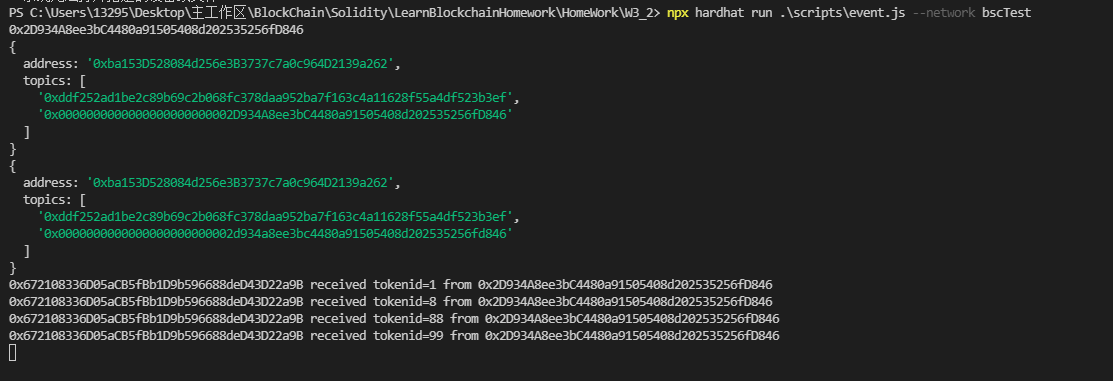 PS C:\Users\13295\Desktop\主工作区\BlockChain\Solidity\LearnBlockchainHomework\HomeWork\W3_2> npx hardhat run .\scripts\event.js --network bscTest
0x2D934A8ee3bC4480a91505408d202535256fD846
{
  address: '0xba153D528084d256e3B3737c7a0c964D2139a262',
  topics: [
    '0xddf252ad1be2c89b69c2b068fc378daa952ba7f163c4a11628f55a4df523b3ef',
    '0x0000000000000000000000002D934A8ee3bC4480a91505408d202535256fD846'
  ]
}
{
  address: '0xba153D528084d256e3B3737c7a0c964D2139a262',
  topics: [
    '0xddf252ad1be2c89b69c2b068fc378daa952ba7f163c4a11628f55a4df523b3ef',
    '0x0000000000000000000000002d934a8ee3bc4480a91505408d202535256fd846'
  ]
}
0x672108336D05aCB5fBb1D9b596688deD43D22a9B received tokenid=1 from 0x2D934A8ee3bC4480a91505408d202535256fD846
0x672108336D05aCB5fBb1D9b596688deD43D22a9B received tokenid=8 from 0x2D934A8ee3bC4480a91505408d202535256fD846
0x672108336D05aCB5fBb1D9b596688deD43D22a9B received tokenid=88 from 0x2D934A8ee3bC4480a91505408d202535256fD846
0x672108336D05aCB5fBb1D9b596688deD43D22a9B received tokenid=99 from 0x2D934A8ee3bC4480a91505408d202535256fD846